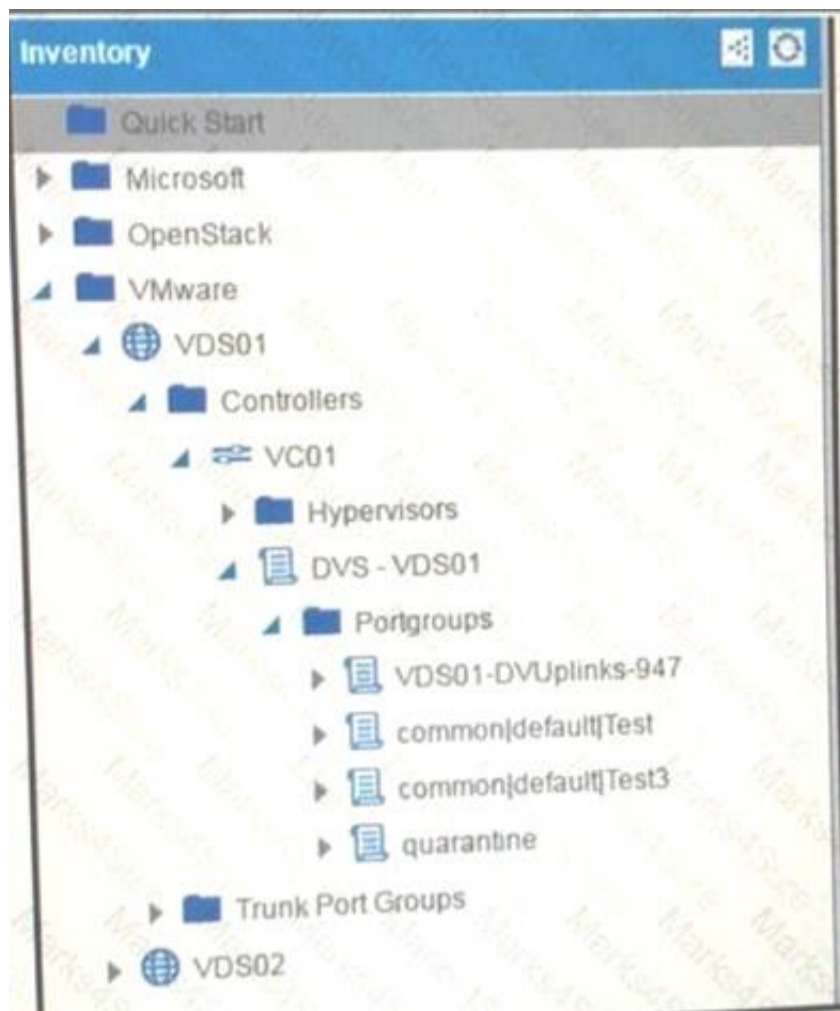 Inventory
Quick Start
Microsoft
OpenStack
VMware
VDS01
Controllers
VC01
Hypervisors
DVS - VDS01
Portgroups
VDS01-DVUplinks-947
common|default|Test
common|default|Test3
quarantine
Trunk Port Groups
VDS02
Marks4Sure